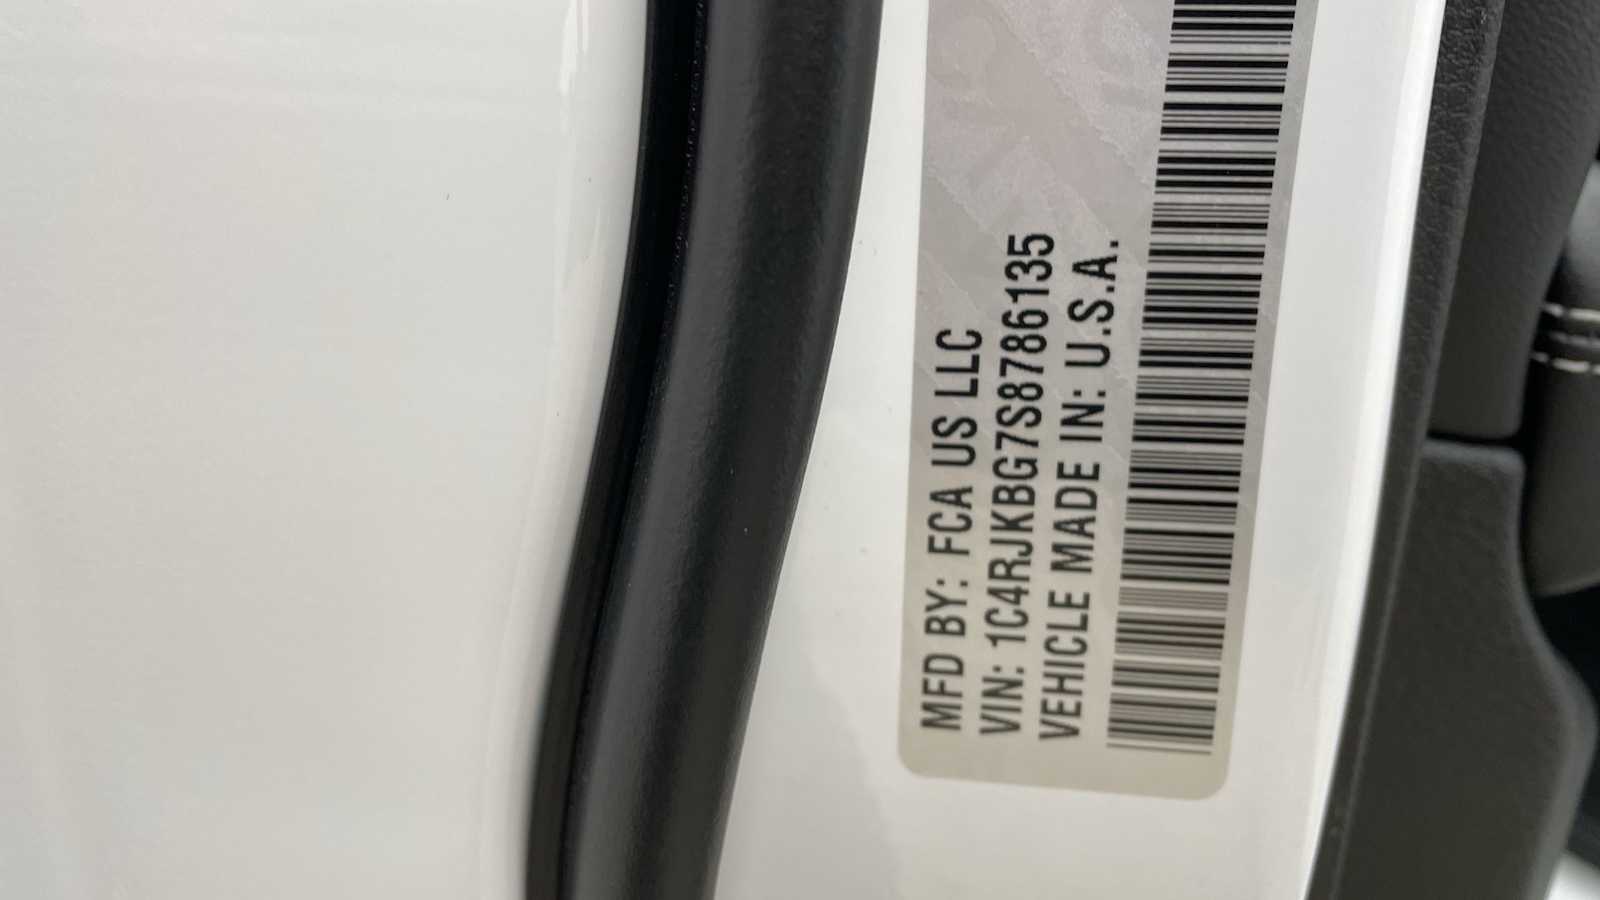 MFD BY: FCA US LLC
VIN: 1C4RJKBG7S8786135
VEHICLE MADE IN: U.S.A.